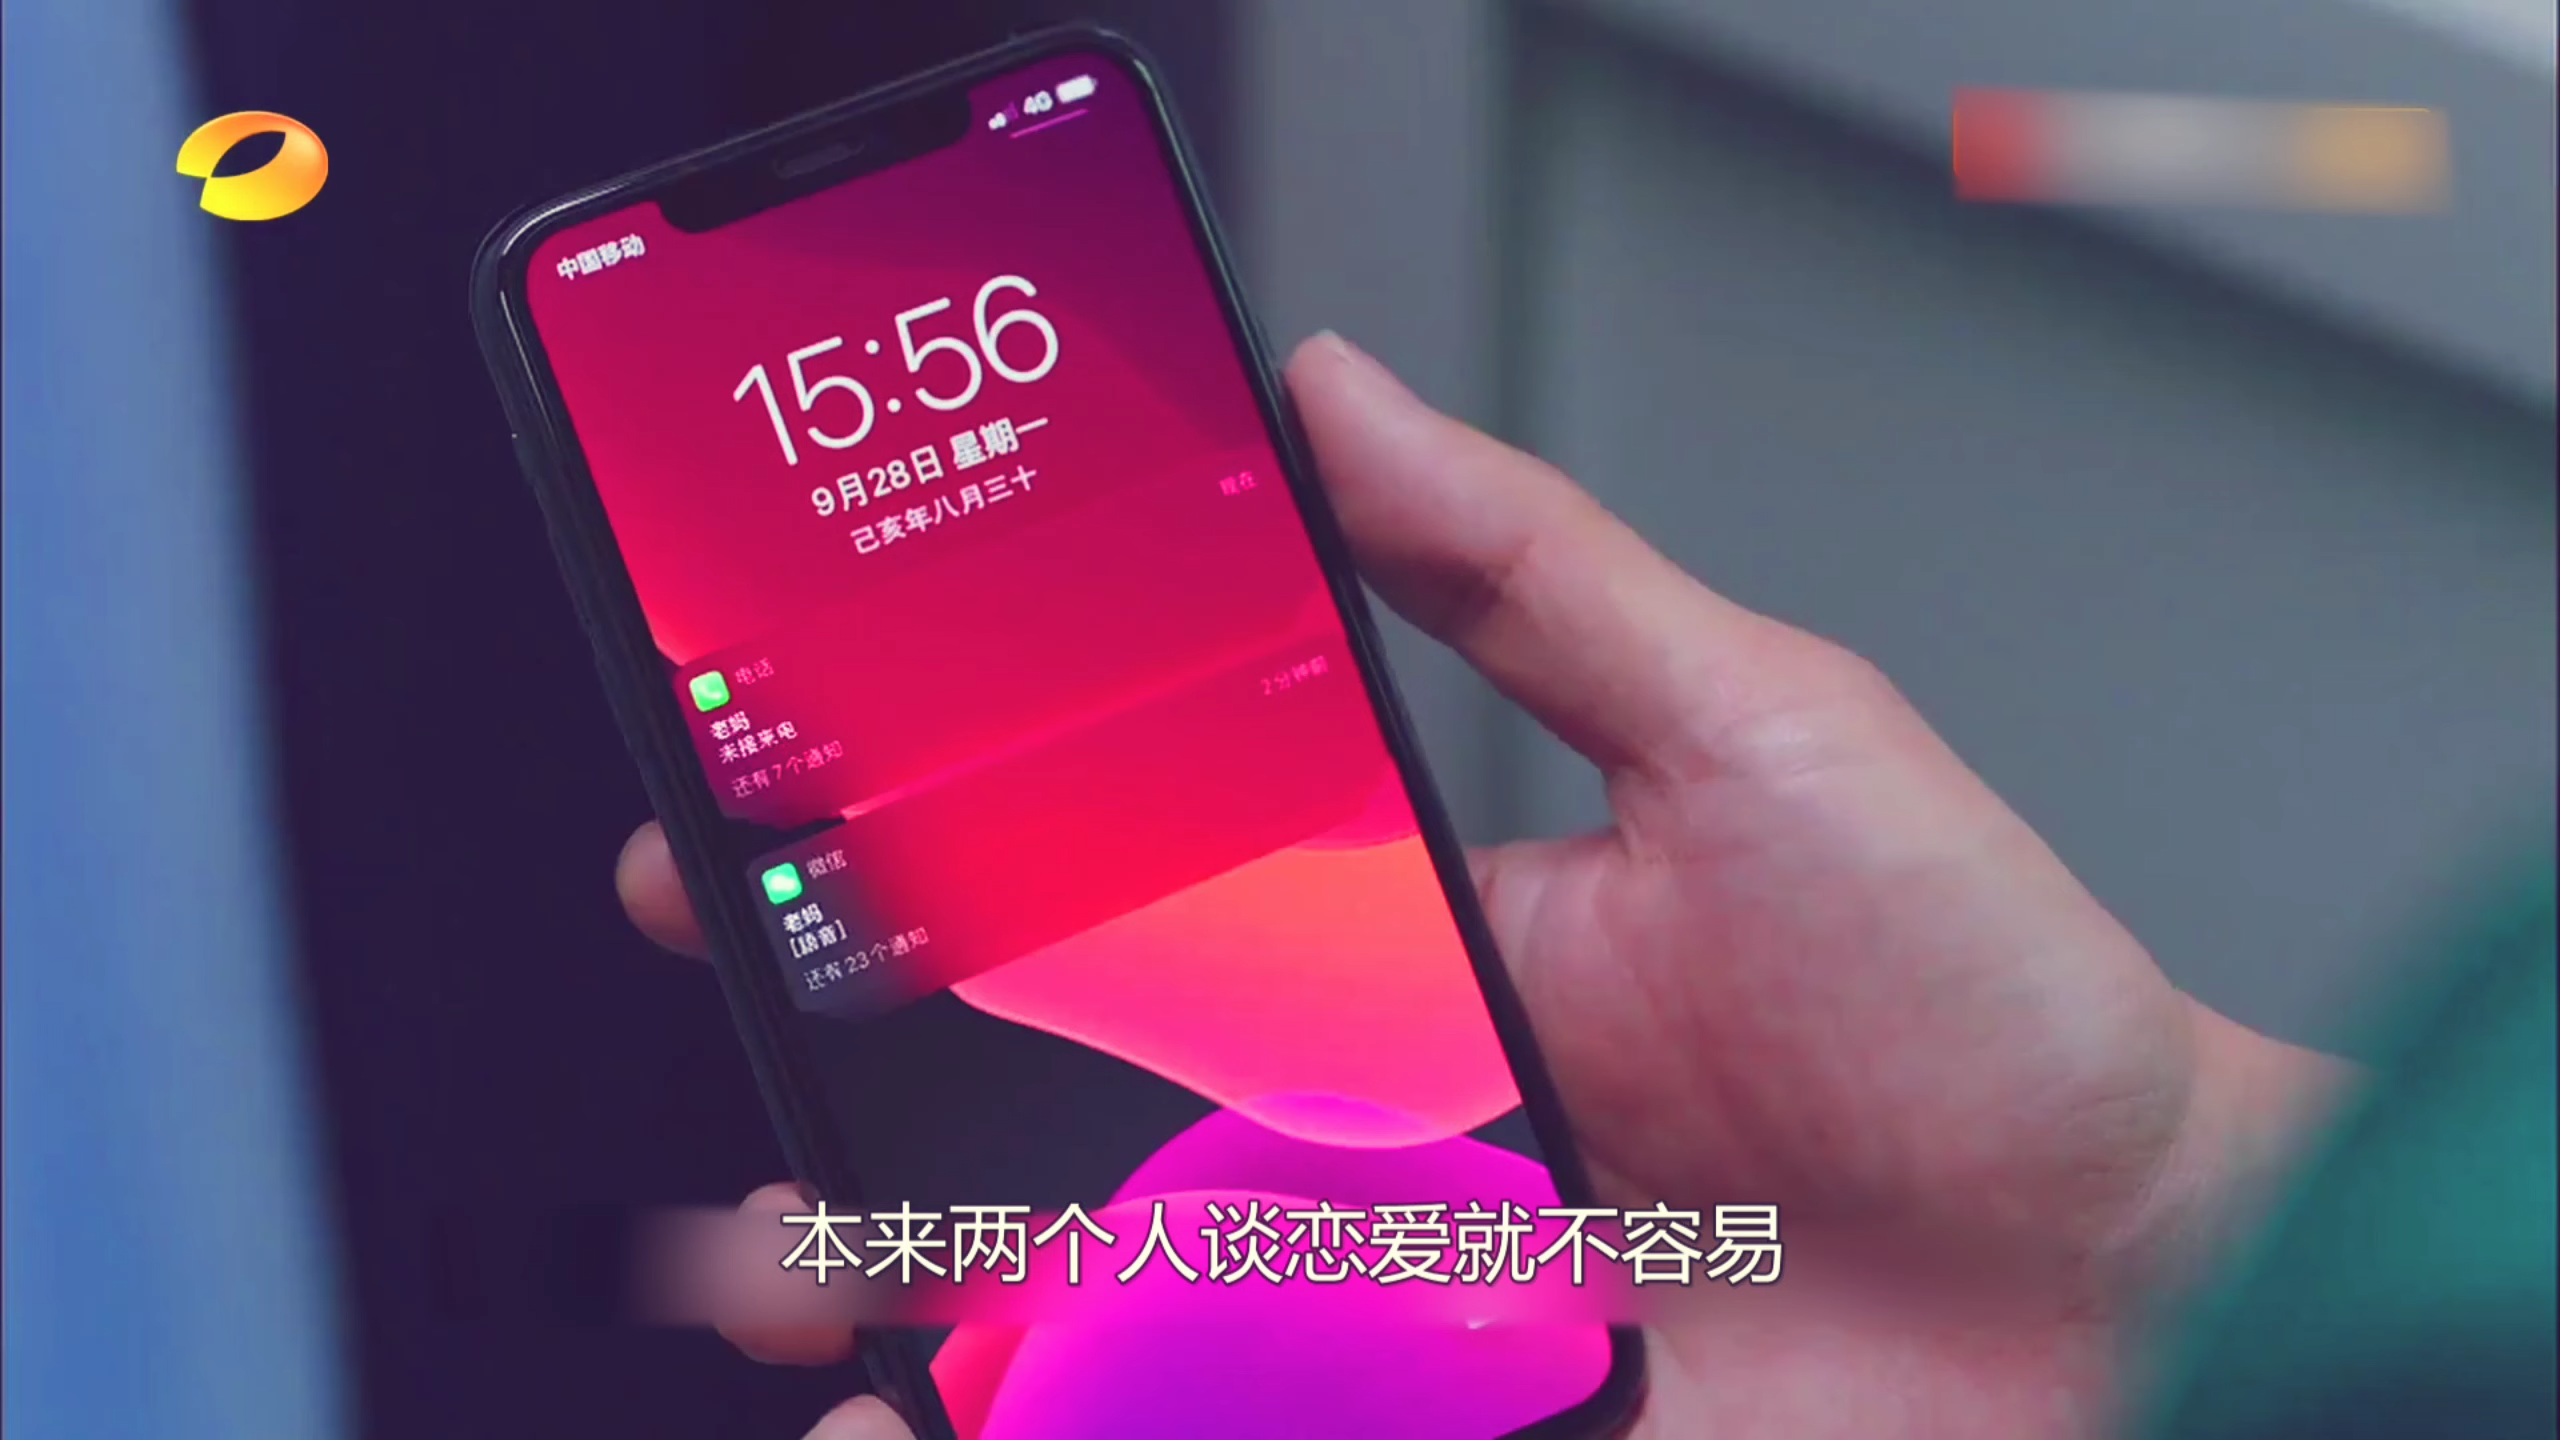 4G
中国移动
15:56
9月28日 星期一
己亥年八月三十
现在
电话
老妈
未接来电
还有7个通知
2分钟前
微信
老妈
[语音]
还有23个通知
本来两个人谈恋爱就不容易